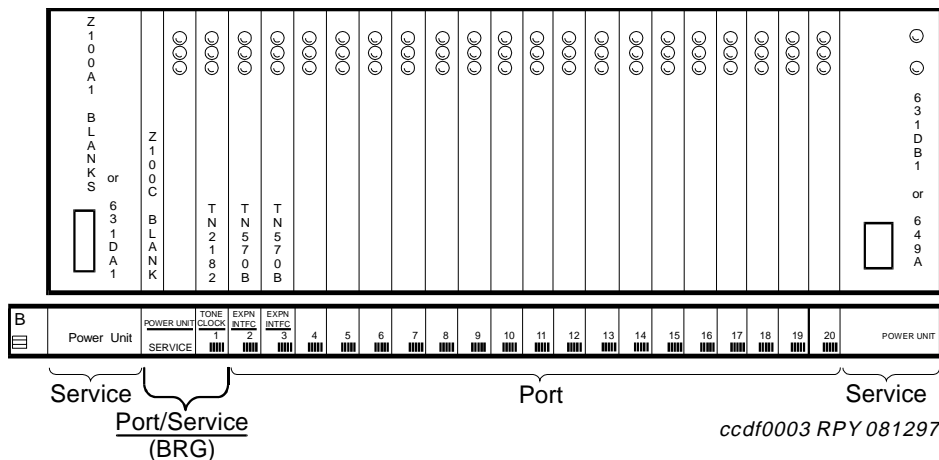 Z100A1 BLANKS
or
631DA1
Z100C BLANK
TN2182
TN570B
TN570B
631DB1
or
649A
B
Power Unit
POWER UNIT
SERVICE
TONE
CLOCK
1
EXPN
INTFC
2
EXPN
INTFC
3
4
5
6
7
8
9
10
11
12
13
14
15
16
17
18
19
20
POWER UNIT
Service
Port/Service
(BRG)
Port
Service
ccdf0003 RPY 081297